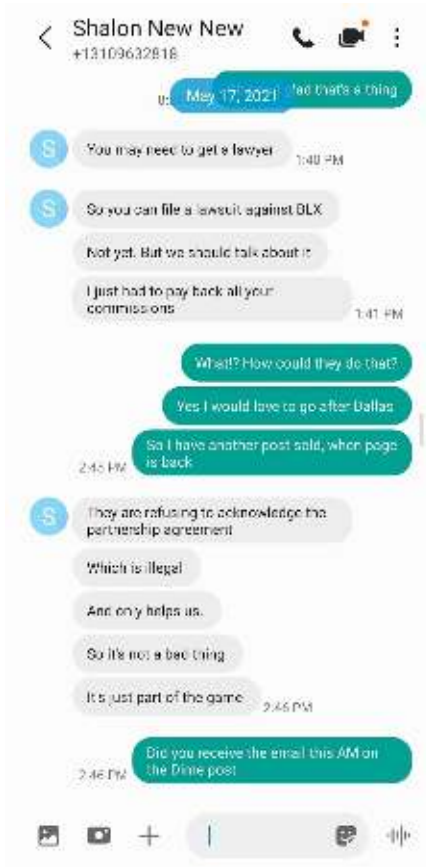 Shalon New New
+13109632818
that's a thing
May 17, 2021
You may need to get a lawyer
1:40 PM
So you can file a lawsuit against BLX
Not yet. But we should talk about it
I just had to pay back all your
commissions
1:41 PM
What!? How could they do that?
Yes I would love to go after Dallas
So I have another post sold, when page
is back
2:45 PM
They are refusing to acknowledge the
partnership agreement
Which is illegal
And only helps us.
So it's not a bad thing
It's just part of the game
2:46 PM
Did you receive the email this AM on
the Dime post
2:46 PM